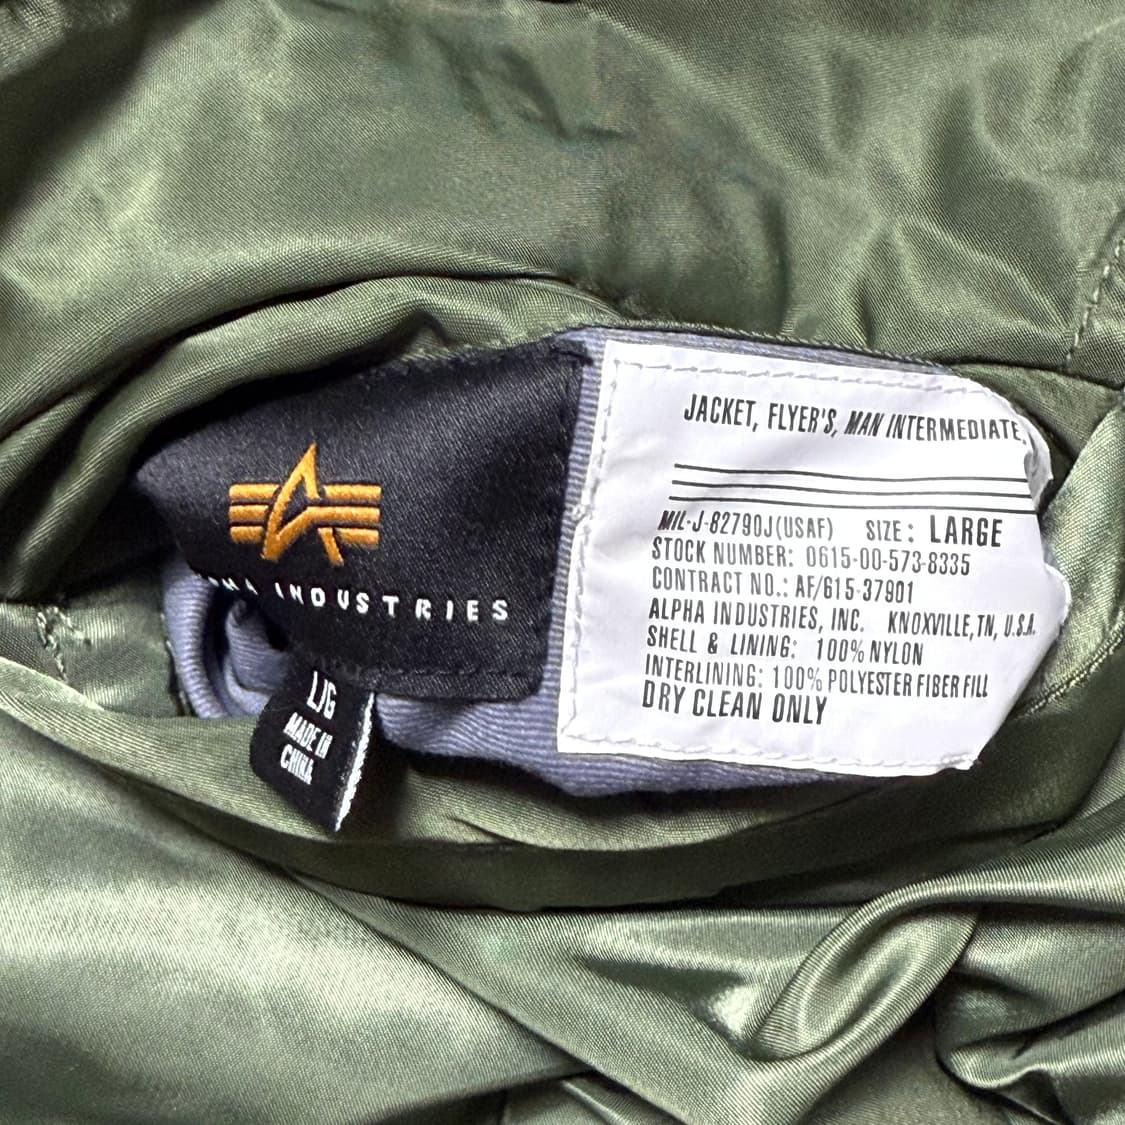 INDUSTRIES
L/G
MADE IN
CHINA
JACKET, FLYER'S, MAN INTERMEDIATE,
MIL-J-82790J(USAF) SIZE: LARGE
STOCK NUMBER: 0615-00-573-8335
CONTRACT NO.: AF/615-37901
ALPHA INDUSTRIES, INC. KNOXVILLE, TN, U.S.A.
SHELL & LINING: 100% NYLON
INTERLINING: 100% POLYESTER FIBER FILL
DRY CLEAN ONLY